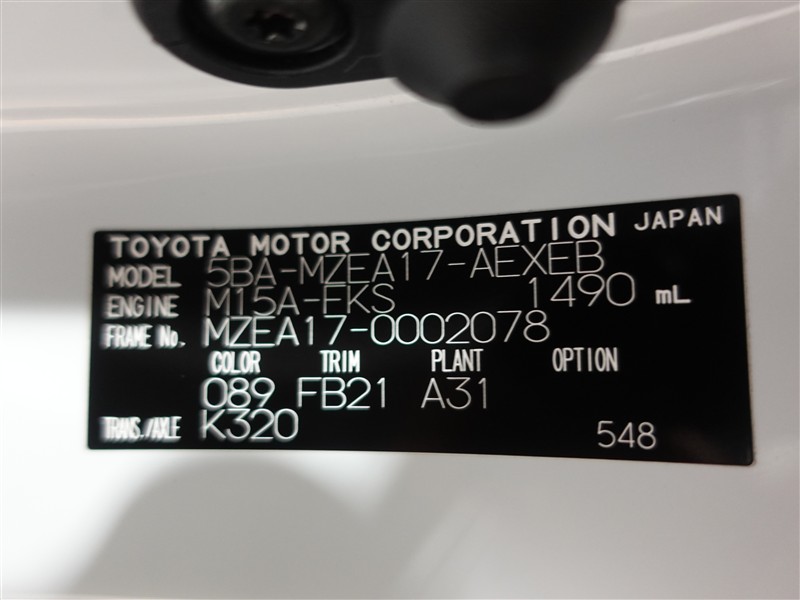 TOYOTA MOTOR CORPORATION JAPAN
MODEL 5BA-MZEA17-AEXEB
ENGINE M15A-FKS 1490 mL
FRAME No. MZEA17-0002078
COLOR TRIM PLANT OPTION
089 FB21 A31
TRANS./AXLE K320 548